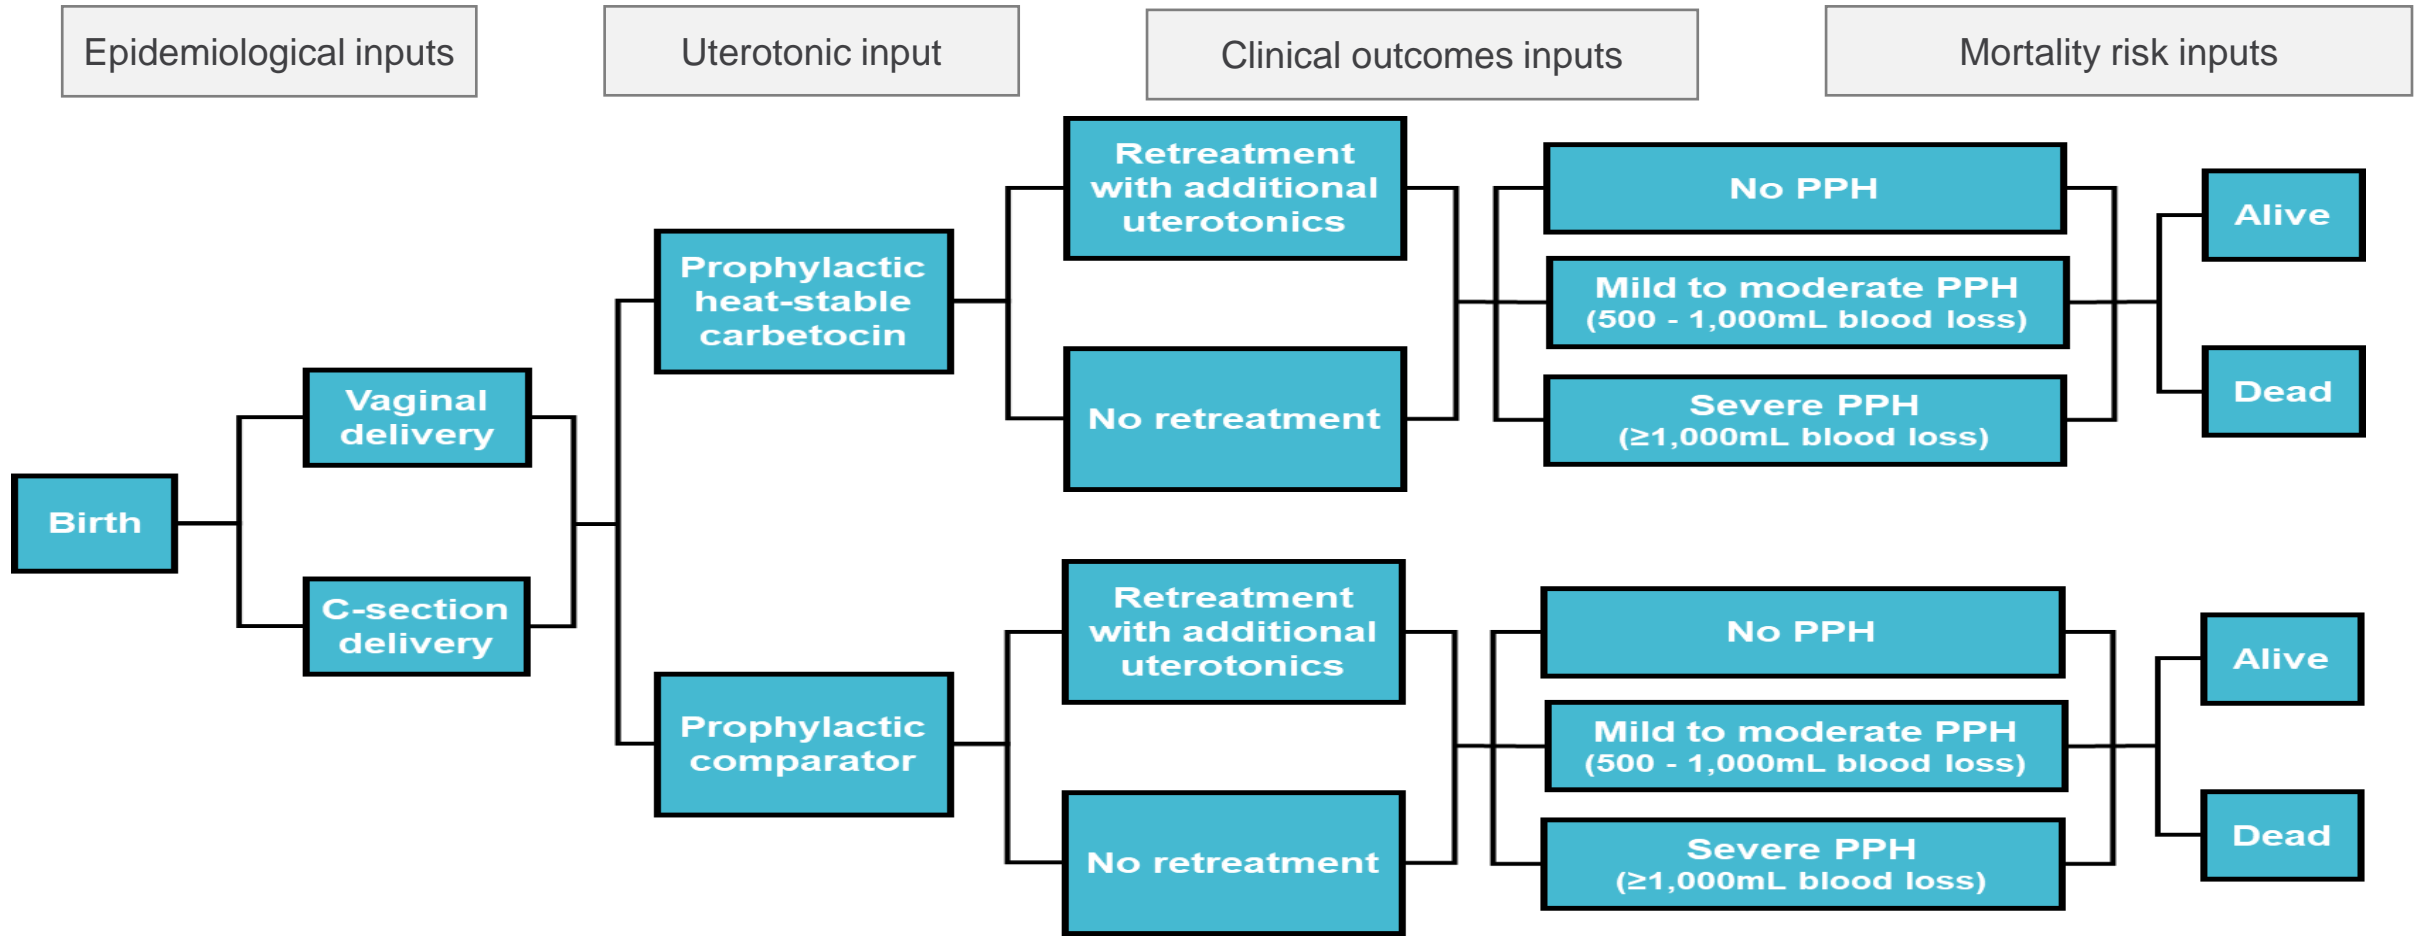 Epidemiological inputs
Uterotonic input
Clinical outcomes inputs
Mortality risk inputs
Birth
Vaginal
delivery
C-section
delivery
Prophylactic
heat-stable
carbetocin
Retreatment
with additional
uterotonics
No retreatment
No PPH
Mild to moderate PPH
(500 - 1,000mL blood loss)
Severe PPH
(≥1,000mL blood loss)
Alive
Dead
Prophylactic
comparator
Retreatment
with additional
uterotonics
No retreatment
No PPH
Mild to moderate PPH
(500 - 1,000mL blood loss)
Severe PPH
(≥1,000mL blood loss)
Alive
Dead